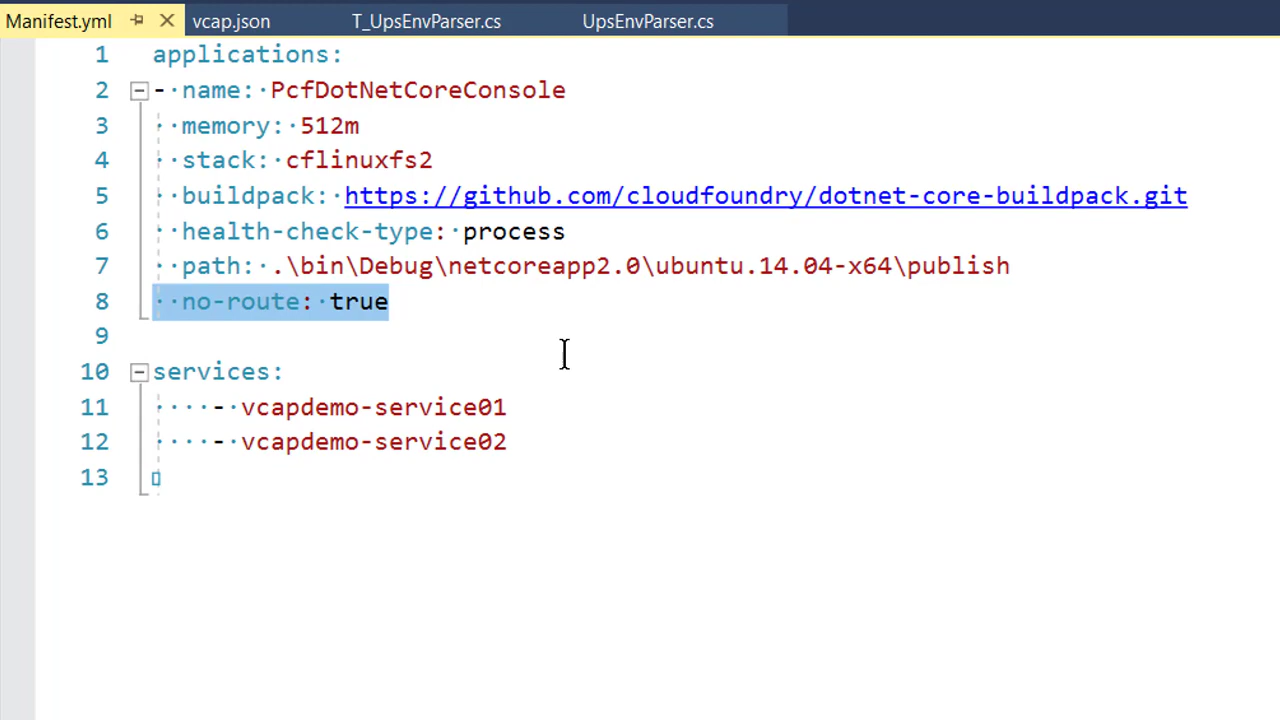 Manifest.yml vcap.json T_UpsEnvParser.cs UpsEnvParser.cs
1 applications:
2 - name: PcfDotNetCoreConsole
3 memory: 512m
4 stack: cflinuxfs2
5 buildpack: https://github.com/cloudfoundry/dotnet-core-buildpack.git
6 health-check-type: process
7 path: .\bin\Debug\netcoreapp2.0\ubuntu.14.04-x64\publish
8 no-route: true
9
10 services:
11 - vcapdemo-service01
12 - vcapdemo-service02
13